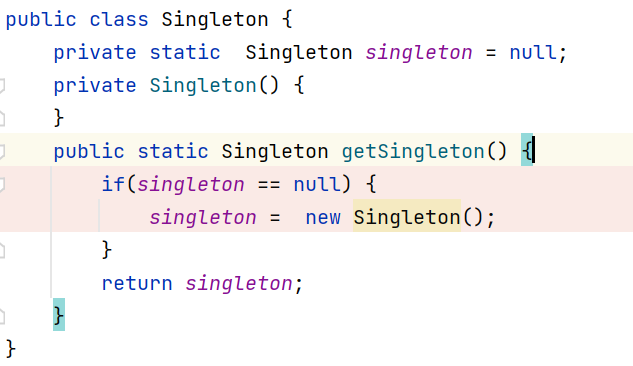 public class Singleton {
    private static  Singleton singleton = null;
    private Singleton() {
    }
    public static Singleton getSingleton() {
        if(singleton == null) {
            singleton =  new Singleton();
        }
        return singleton;
    }
}